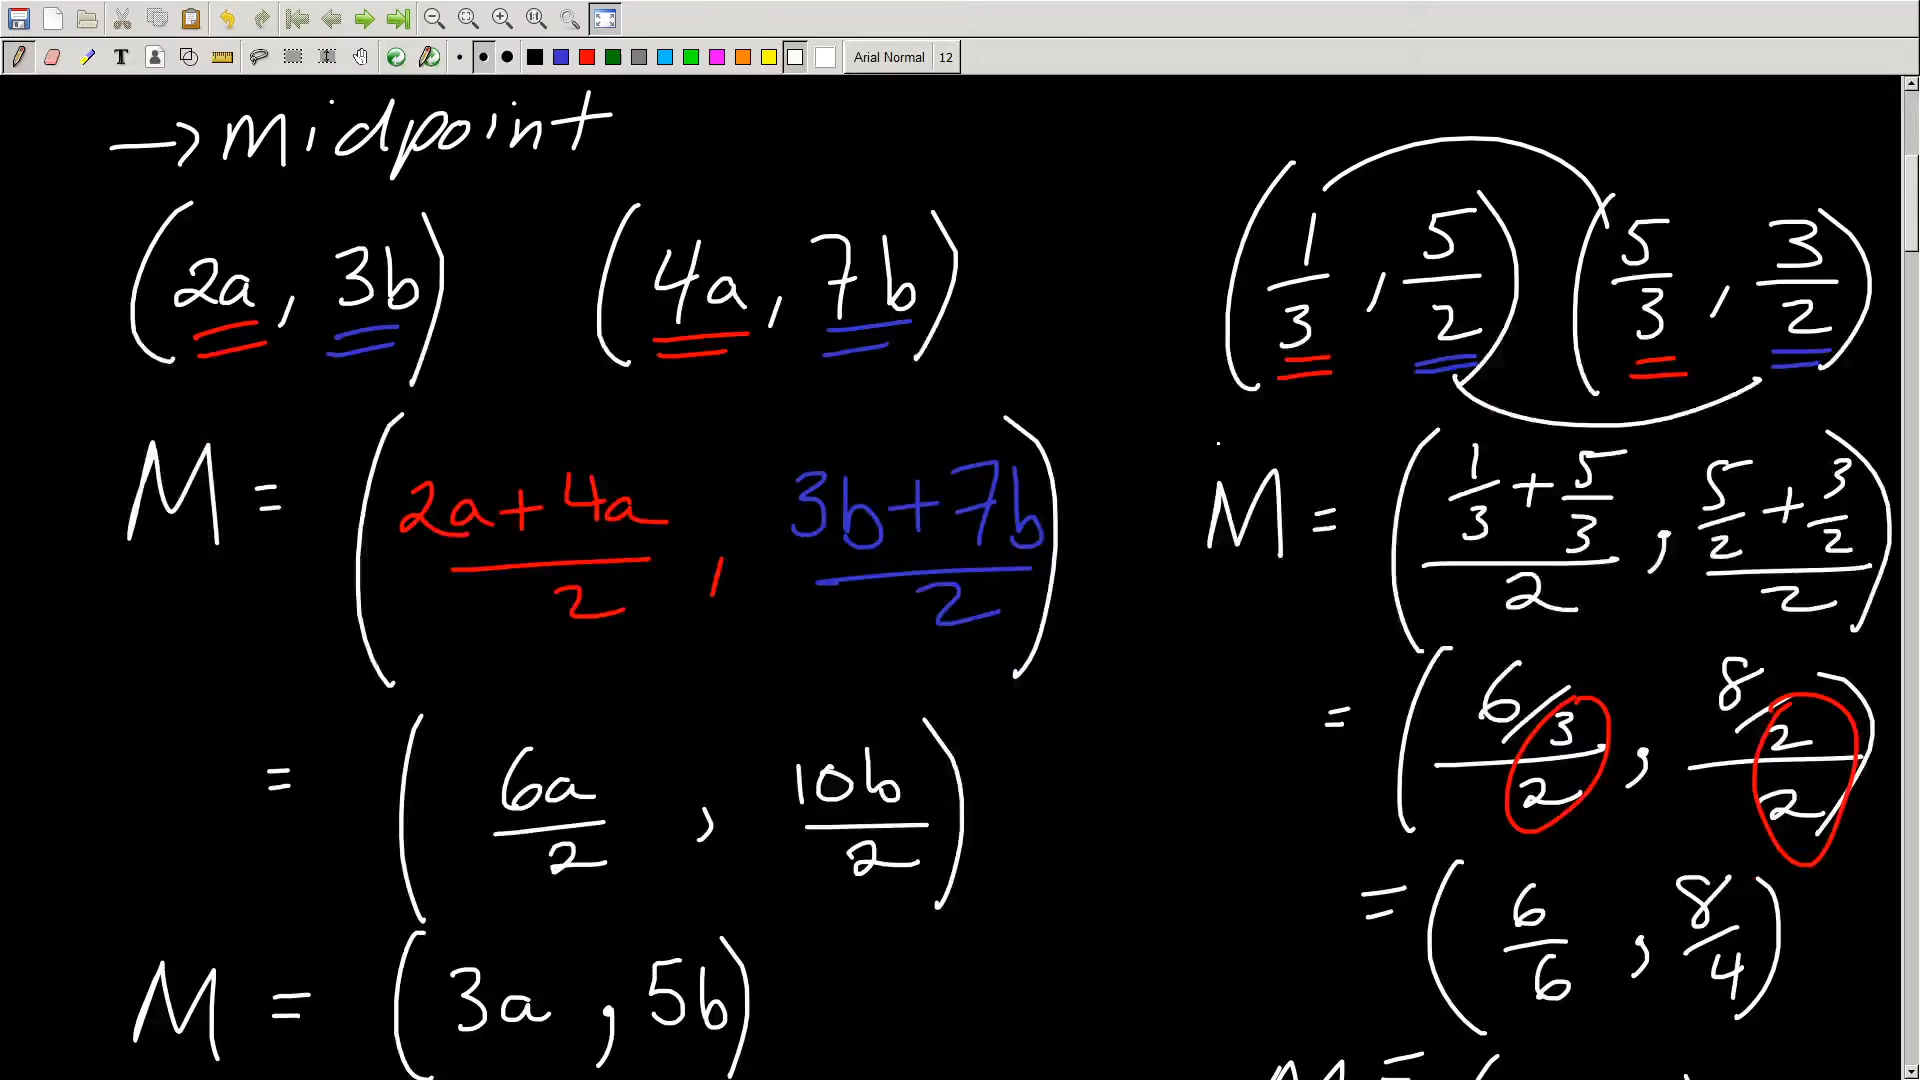 Arial Normal 12
→ Midpoint
(2a, 3b) (4a, 7b)
M = ( (2a+4a)/2 , (3b+7b)/2 )
= ( 6a/2 , 10b/2 )
M = (3a, 5b)
(1/3, 5/2) (5/3, 3/2)
M = ( (1/3 + 5/3)/2 , (5/2 + 3/2)/2 )
= ( (6/3)/2 , (8/2)/2 )
= ( 6/6 , 8/4 )
M = (